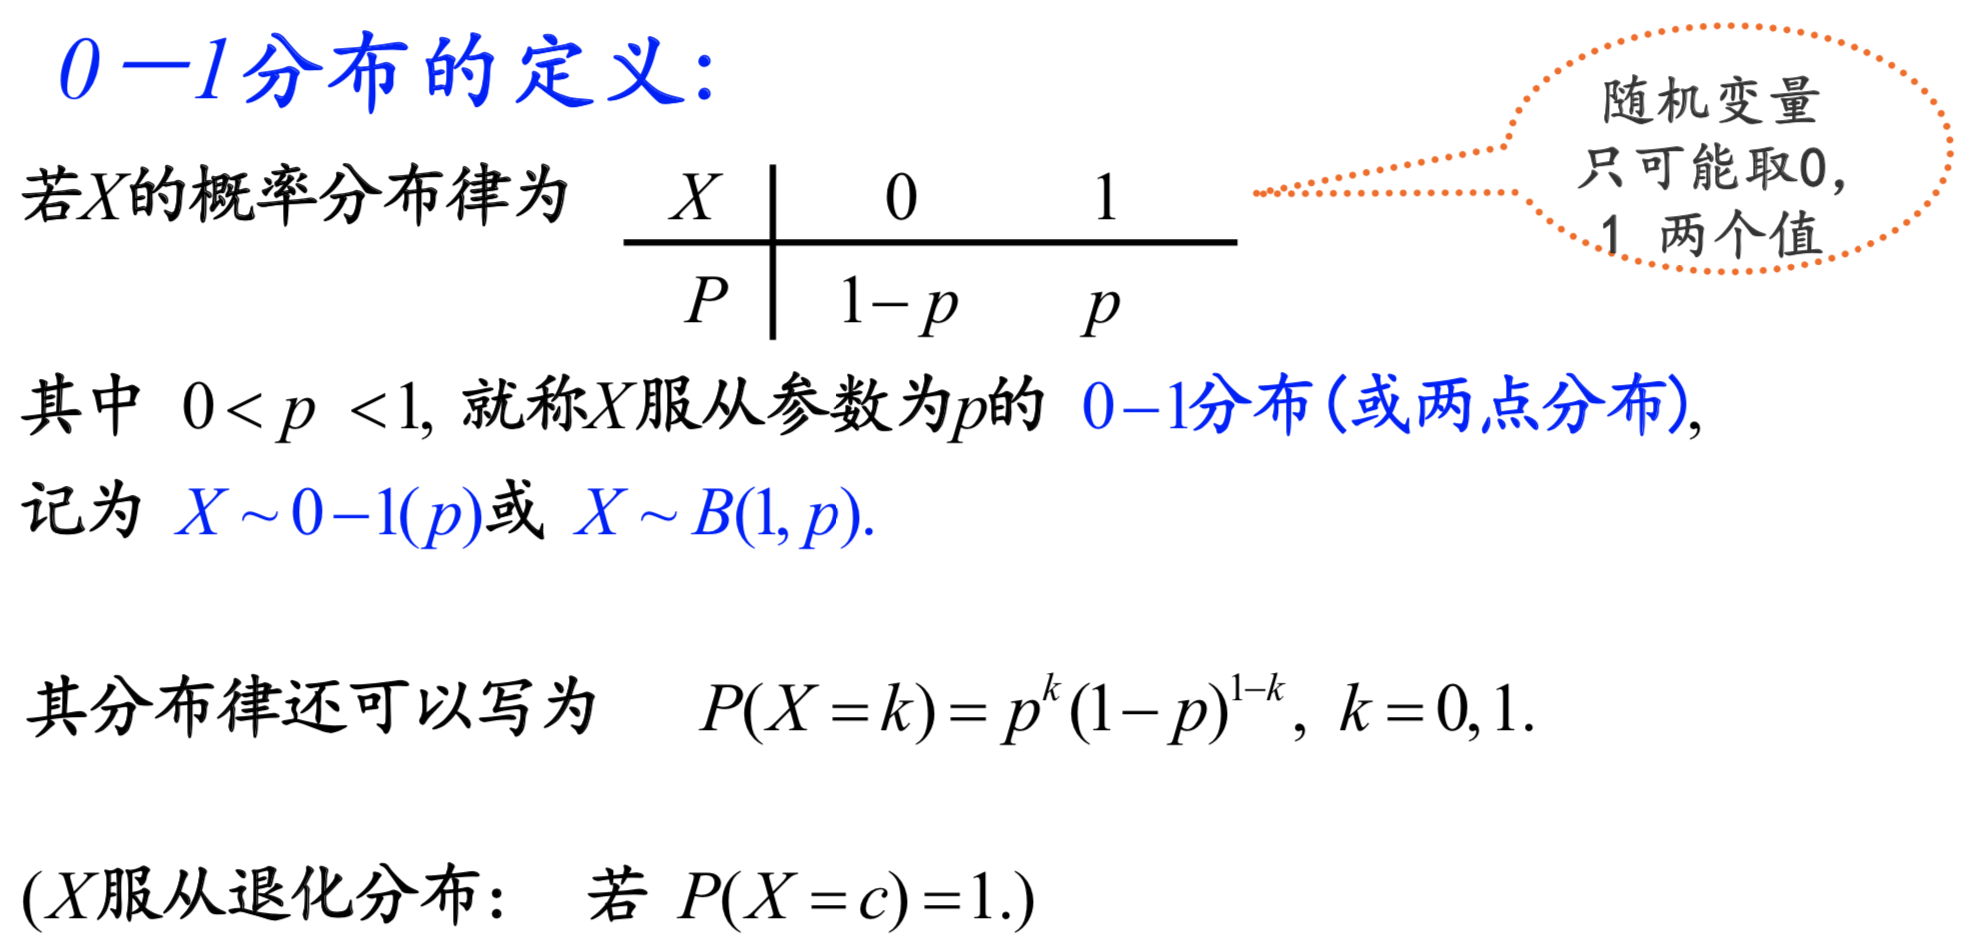 0－1分布的定义：
若X的概率分布律为
X 0 1
P 1−p p
随机变量
只可能取0，
1 两个值
其中 0<p <1, 就称X服从参数为p的 0−1分布(或两点分布),
记为 X~0−1(p)或 X~B(1,p).
其分布律还可以写为 P(X=k)=p^k(1−p)^{1−k}, k=0,1.
(X服从退化分布： 若 P(X=c)=1.)